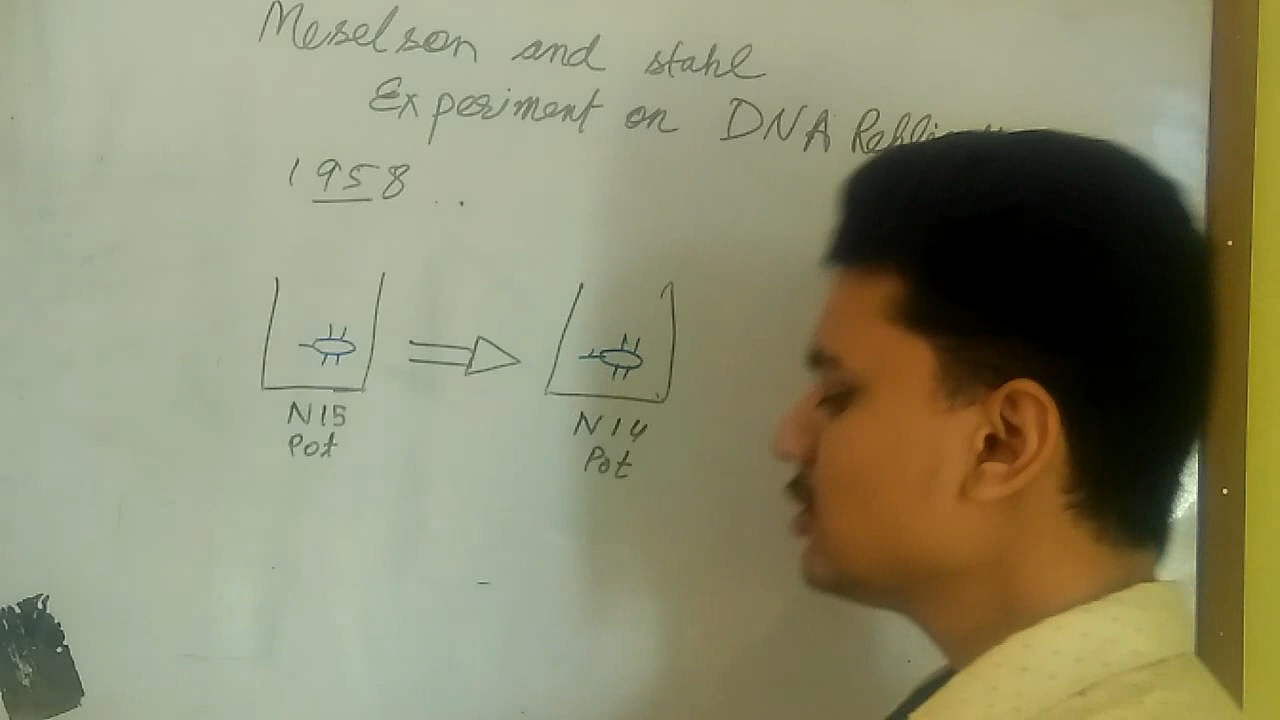 Meselson and stahl
Experiment on DNA
1958
N15
Pot
N14
Pot